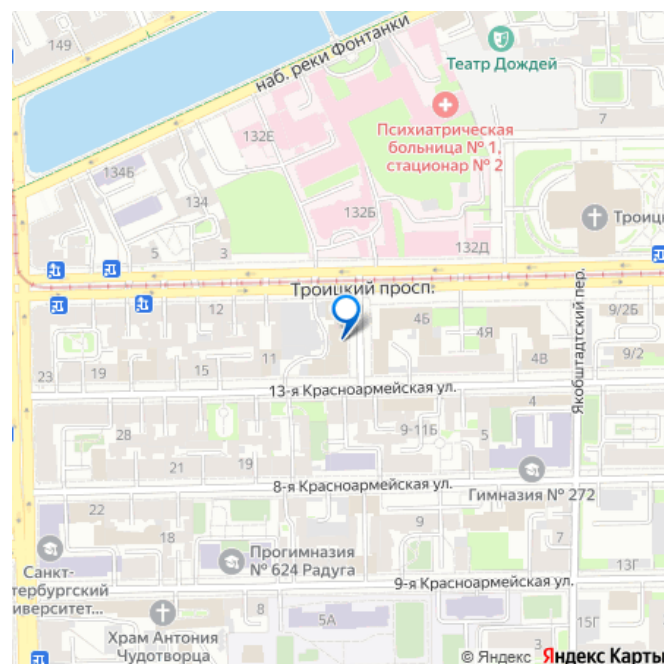 149
наб. реки Фонтанки
Театр Дождей
132Е
Психиатрическая
больница № 1,
стационар № 2
7
134Б
134
132Б
Троиц
132Д
5
3
Троицкий просп.
12
4Б
4Я
9/2Б
Якобштадтский пер.
11
4В
9/2
23
19
15
13-я Красноармейская ул.
4
28
9-11Б
5
21
19
8-я Красноармейская ул.
Гимназия № 272
22
18
9
7
Прогимназия
№ 624 Радуга
13Г
Санкт-
тербургский
университет...
9-я Красноармейская ул.
8
5А
15Г
Храм Антония
Чудотворца
3
7
© Яндекс Яндекс Карты